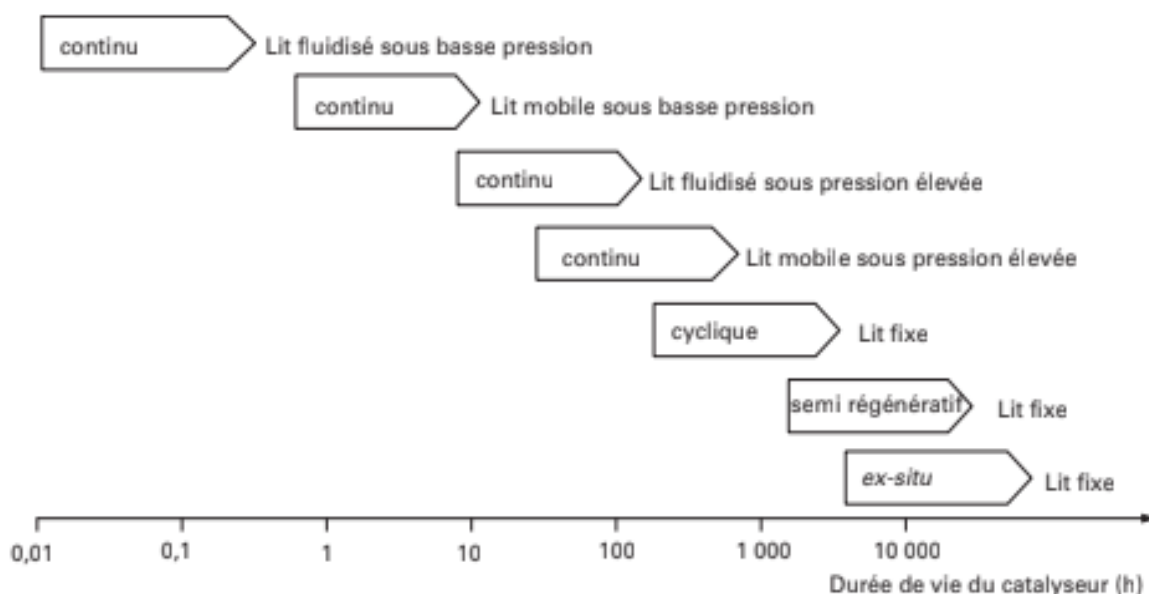 continu Lit fluidisé sous basse pression
continu Lit mobile sous basse pression
continu Lit fluidisé sous pression élevée
continu Lit mobile sous pression élevée
cyclique Lit fixe
semi régénératif Lit fixe
ex-situ Lit fixe
0,01 0,1 1 10 100 1 000 10 000
Durée de vie du catalyseur (h)